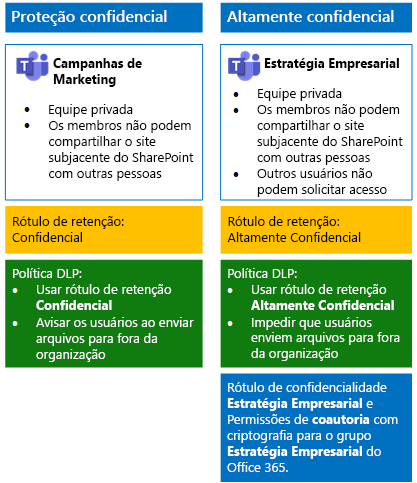 Proteção confidencial
Campanhas de
Marketing
• Equipe privada
• Os membros não podem
compartilhar o site
subjacente do SharePoint
com outras pessoas
Rótulo de retenção:
Confidencial
Política DLP:
• Usar rótulo de retenção
Confidencial
• Avisar os usuários ao enviar
arquivos para fora da
organização
Altamente confidencial
Estratégia Empresarial
• Equipe privada
• Os membros não podem
compartilhar o site
subjacente do SharePoint
com outras pessoas
• Outros usuários não
podem solicitar acesso
Rótulo de retenção:
Altamente Confidencial
Política DLP:
• Usar rótulo de retenção
Altamente Confidencial
• Impedir que usuários
enviem arquivos para fora
da organização
Rótulo de confidencialidade
Estratégia Empresarial e
Permissões de coautoria com
criptografia para o grupo
Estratégia Empresarial do
Office 365.